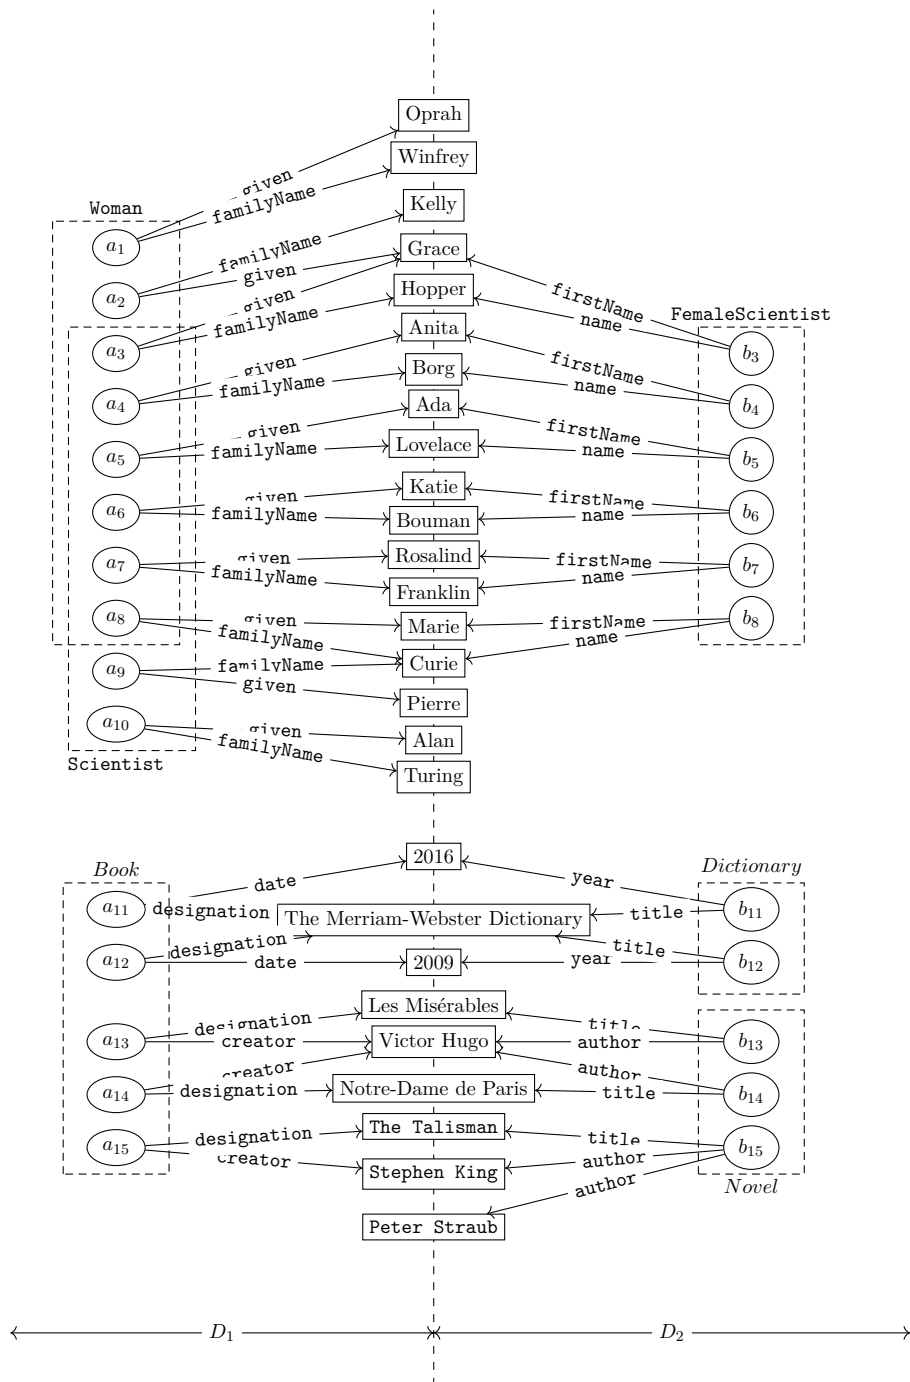 Oprah
Winfrey
given
familyName
Kelly
Woman
a1
familyName
given
Grace
a2
given
familyName
Hopper
firstName
name
FemaleScientist
a3
Anita
b3
given
familyName
Borg
firstName
name
a4
Ada
b4
given
familyName
Lovelace
firstName
name
a5
b5
given
familyName
Katie
firstName
name
a6
Bouman
b6
given
familyName
Rosalind
firstName
name
a7
Franklin
b7
given
familyName
Marie
firstName
name
a8
b8
familyName
given
Curie
a9
Pierre
given
familyName
Alan
a10
Turing
Scientist
2016
Book
date
year
Dictionary
a11
designation
The Merriam-Webster Dictionary
title
b11
designation
date
title
year
a12
2009
b12
Les Misérables
designation
creator
title
author
a13
Victor Hugo
b13
creator
designation
author
title
a14
Notre-Dame de Paris
b14
The Talisman
designation
creator
title
author
a15
b15
Stephen King
author
Novel
Peter Straub
D1
D2